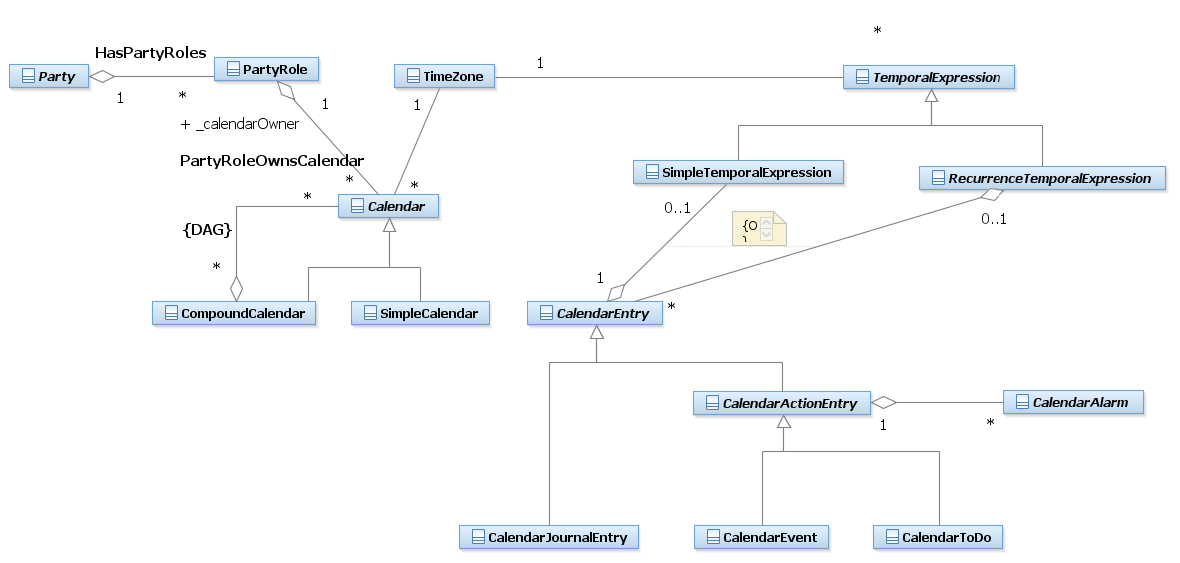 *
HasPartyRoles
Party
PartyRole
TimeZone
1
TemporalExpression
1
*
1
1
+ _calendarOwner
PartyRoleOwnsCalendar
SimpleTemporalExpression
RecurrenceTemporalExpression
*
*
*
Calendar
0..1
0..1
{DAG}
{O
}
*
1
CompoundCalendar
SimpleCalendar
CalendarEntry
*
CalendarActionEntry
CalendarAlarm
1
*
CalendarJournalEntry
CalendarEvent
CalendarToDo